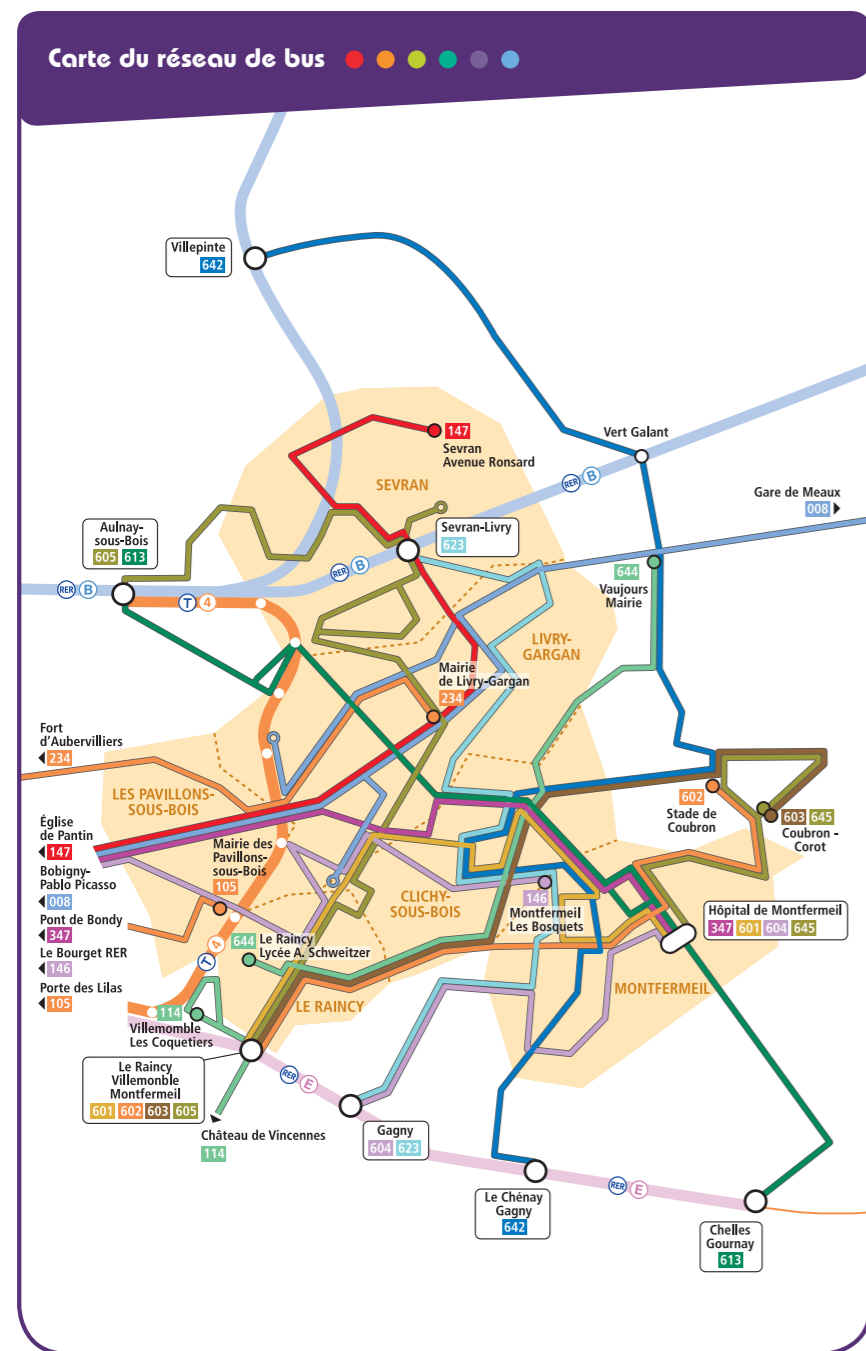 Carte du réseau de bus
Villepinte
642
147
Sevran
Avenue Ronsard
Vert Galant
SEVRAN
RER B
Gare de Meaux
008
Aulnay-
sous-Bois
605 613
Sevran-Livry
623
RER B
RER B
T 4
644
Vaujours
Mairie
LIVRY-
GARGAN
Mairie
de Livry-Gargan
234
Fort
d'Aubervilliers
234
LES PAVILLONS-
SOUS-BOIS
602
Stade de
Coubron
603 645
Coubron -
Corot
Église
de Pantin
147
Bobigny-
Pablo Picasso
008
Pont de Bondy
347
Le Bourget RER
146
Porte des Lilas
105
Mairie des
Pavillons-
sous-Bois
105
CLICHY-
SOUS-BOIS
146
Montfermeil
Les Bosquets
Hôpital de Montfermeil
347 601 604 645
T 4
644
Le Raincy
Lycée A. Schweitzer
LE RAINCY
MONTFERMEIL
114
Villemomble
Les Coquetiers
Le Raincy
Villemonble
Montfermeil
601 602 603 605
RER E
Château de Vincennes
114
Gagny
604 623
RER E
Le Chénay
Gagny
642
Chelles
Gournay
613